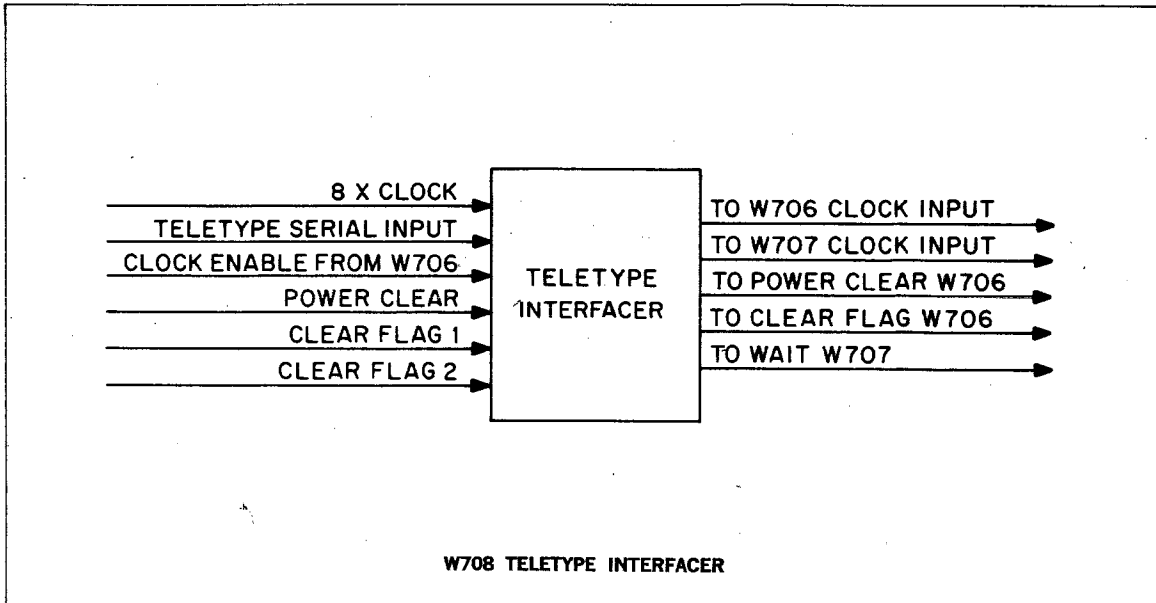 8 X CLOCK
TELETYPE SERIAL INPUT
CLOCK ENABLE FROM W706
POWER CLEAR
CLEAR FLAG 1
CLEAR FLAG 2
TELETYPE
INTERFACER
TO W706 CLOCK INPUT
TO W707 CLOCK INPUT
TO POWER CLEAR W706
TO CLEAR FLAG W706
TO WAIT W707
W708 TELETYPE INTERFACER